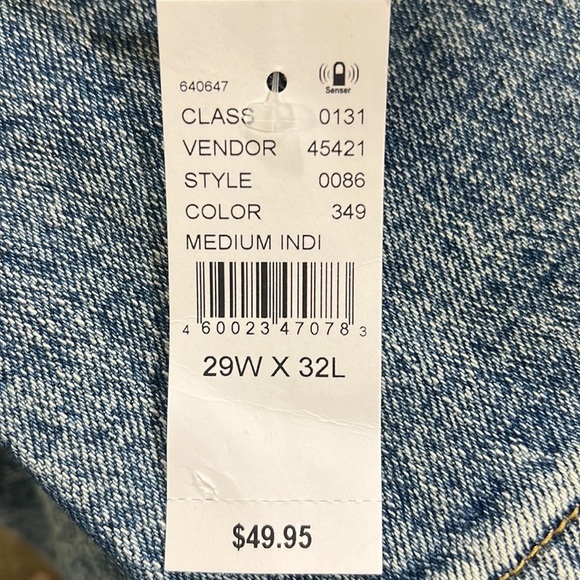 640647
Senser
CLASS 0131
VENDOR 45421
STYLE 0086
COLOR 349
MEDIUM INDI
4 60023 47078 3
29W X 32L
$49.95